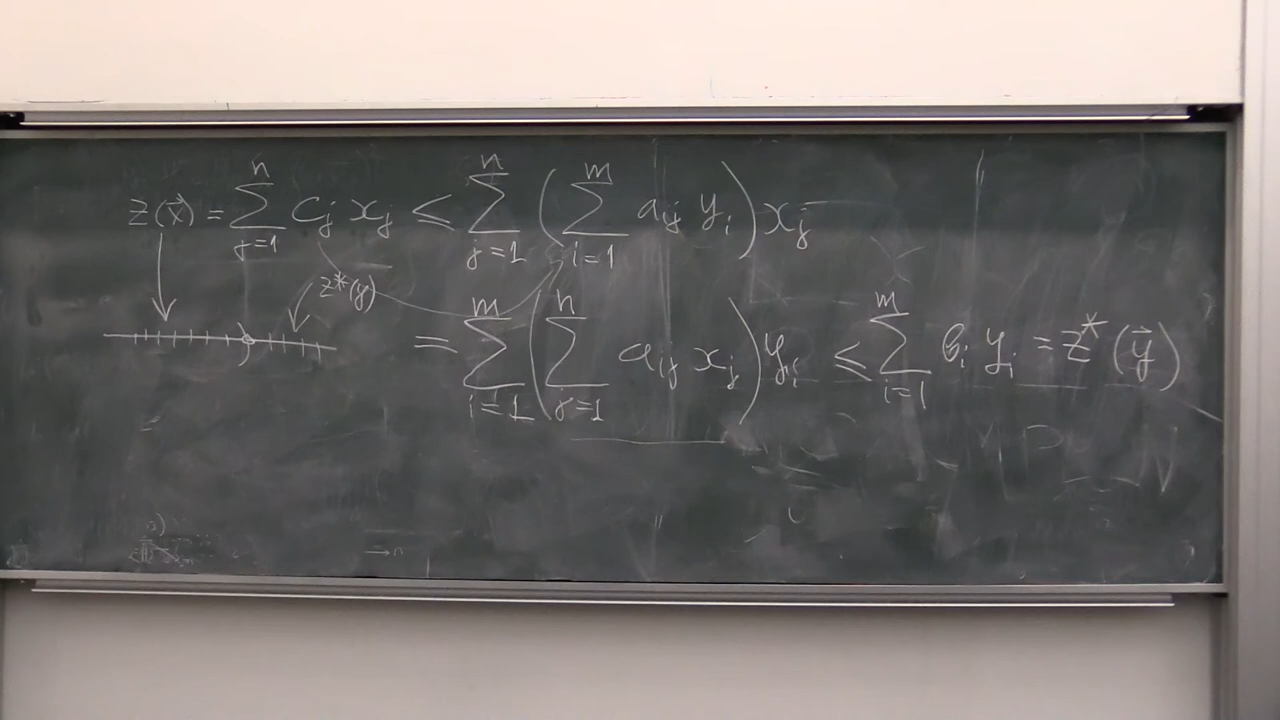 z(x⃗) = ∑_{j=1}^{n} c_j x_j ≤ ∑_{j=1}^{n} ( ∑_{i=1}^{m} a_{ij} y_i ) x_j
z*(y)
= ∑_{i=1}^{m} ( ∑_{j=1}^{n} a_{ij} x_j ) y_i ≤ ∑_{i=1}^{m} b_i y_i = z*(y⃗)